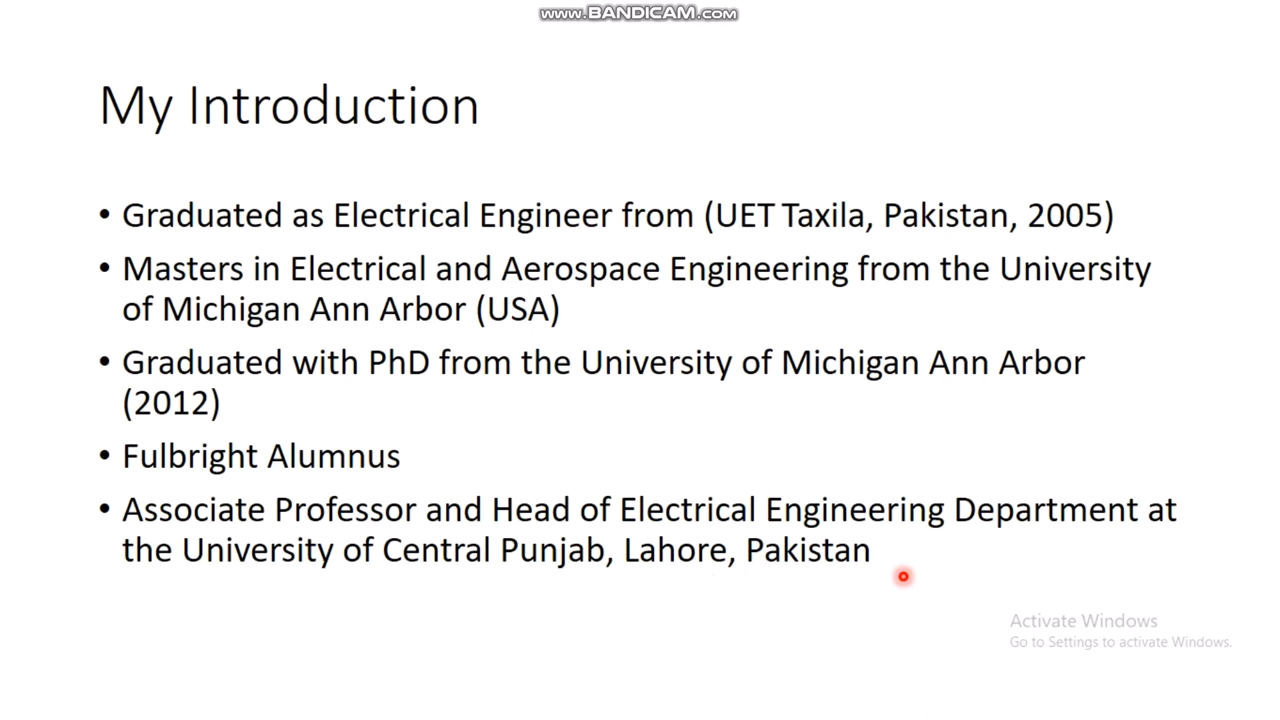 www.BANDICAM.com
My Introduction
• Graduated as Electrical Engineer from (UET Taxila, Pakistan, 2005)
• Masters in Electrical and Aerospace Engineering from the University
of Michigan Ann Arbor (USA)
• Graduated with PhD from the University of Michigan Ann Arbor
(2012)
• Fulbright Alumnus
• Associate Professor and Head of Electrical Engineering Department at
the University of Central Punjab, Lahore, Pakistan
Activate Windows
Go to Settings to activate Windows.